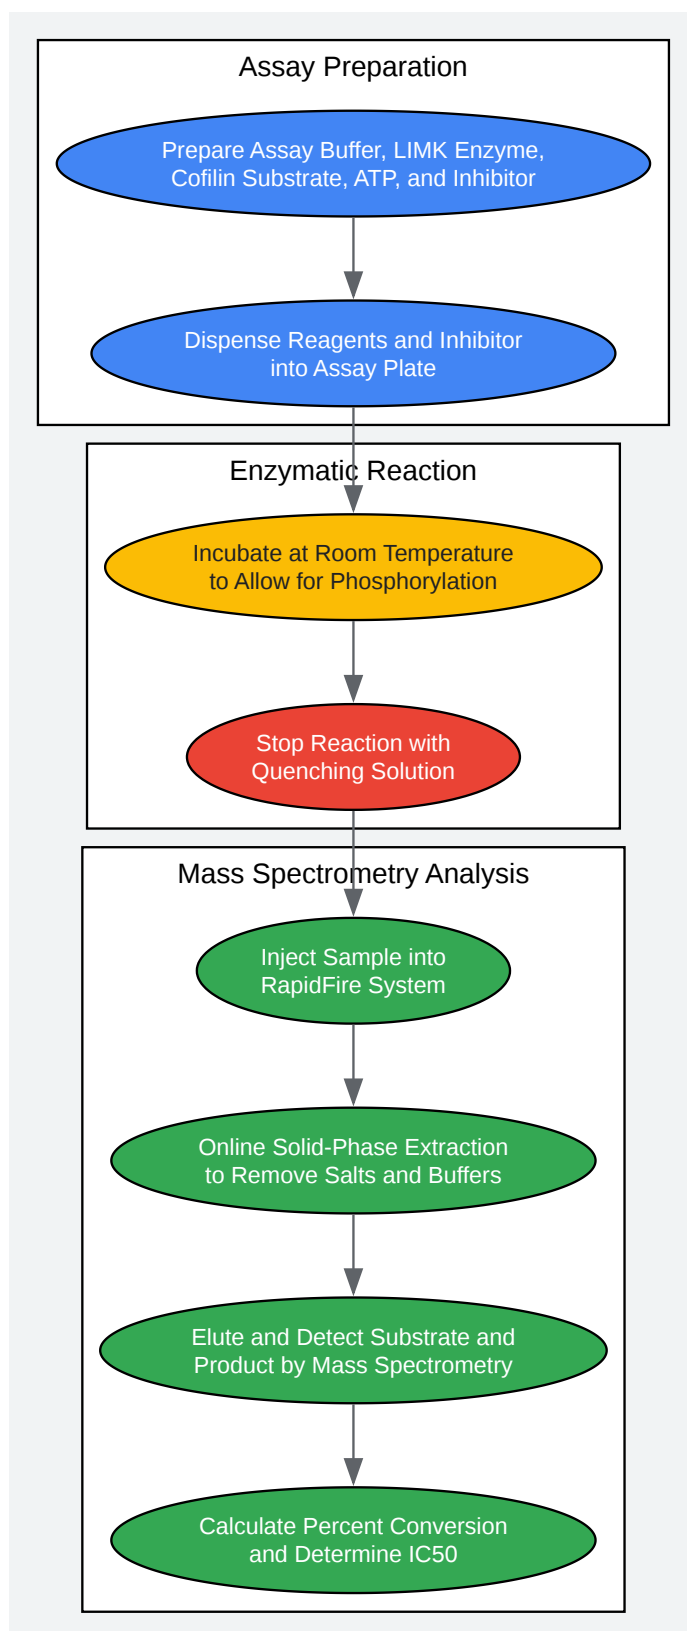 Assay Preparation
Prepare Assay Buffer, LIMK Enzyme,
Cofilin Substrate, ATP, and Inhibitor
Dispense Reagents and Inhibitor
into Assay Plate
Enzymatic Reaction
Incubate at Room Temperature
to Allow for Phosphorylation
Stop Reaction with
Quenching Solution
Mass Spectrometry Analysis
Inject Sample into
RapidFire System
Online Solid-Phase Extraction
to Remove Salts and Buffers
Elute and Detect Substrate and
Product by Mass Spectrometry
Calculate Percent Conversion
and Determine IC50